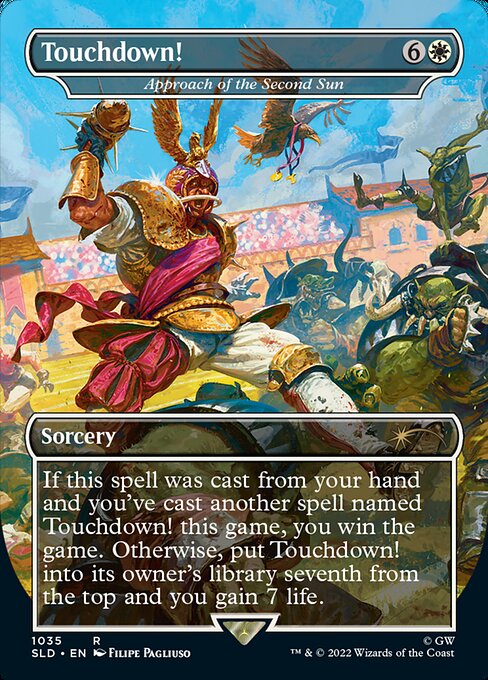 Touchdown! 6
Approach of the Second Sun
Sorcery
If this spell was cast from your hand
and you've cast another spell named
Touchdown! this game, you win the
game. Otherwise, put Touchdown!
into its owner's library seventh from
the top and you gain 7 life.
1035 R © GW
SLD • EN Filipe Pagliuso ™ & © 2022 Wizards of the Coast